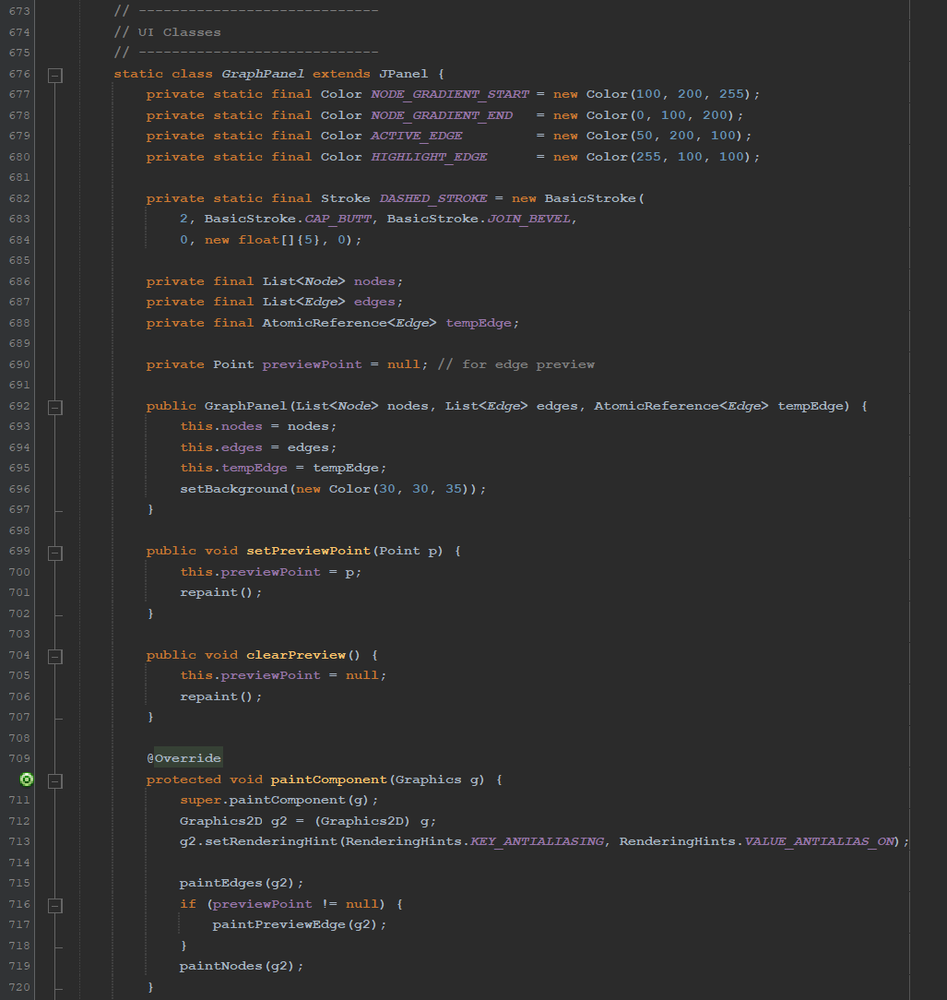 673 // -----------------------------
674 // UI Classes
675 // -----------------------------
676 static class GraphPanel extends JPanel {
677 private static final Color NODE_GRADIENT_START = new Color(100, 200, 255);
678 private static final Color NODE_GRADIENT_END   = new Color(0, 100, 200);
679 private static final Color ACTIVE_EDGE         = new Color(50, 200, 100);
680 private static final Color HIGHLIGHT_EDGE      = new Color(255, 100, 100);
681
682 private static final Stroke DASHED_STROKE = new BasicStroke(
683 2, BasicStroke.CAP_BUTT, BasicStroke.JOIN_BEVEL,
684 0, new float[]{5}, 0);
685
686 private final List<Node> nodes;
687 private final List<Edge> edges;
688 private final AtomicReference<Edge> tempEdge;
689
690 private Point previewPoint = null; // for edge preview
691
692 public GraphPanel(List<Node> nodes, List<Edge> edges, AtomicReference<Edge> tempEdge) {
693 this.nodes = nodes;
694 this.edges = edges;
695 this.tempEdge = tempEdge;
696 setBackground(new Color(30, 30, 35));
697 }
698
699 public void setPreviewPoint(Point p) {
700 this.previewPoint = p;
701 repaint();
702 }
703
704 public void clearPreview() {
705 this.previewPoint = null;
706 repaint();
707 }
708
709 @Override
protected void paintComponent(Graphics g) {
711 super.paintComponent(g);
712 Graphics2D g2 = (Graphics2D) g;
713 g2.setRenderingHint(RenderingHints.KEY_ANTIALIASING, RenderingHints.VALUE_ANTIALIAS_ON);
714
715 paintEdges(g2);
716 if (previewPoint != null) {
717 paintPreviewEdge(g2);
718 }
719 paintNodes(g2);
720 }